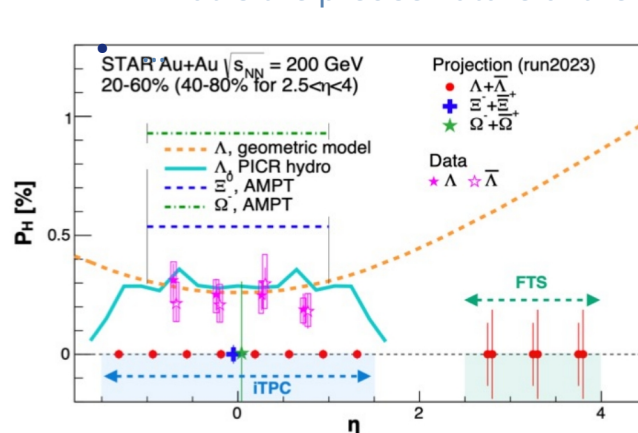 STAR Au+Au √sNN = 200 GeV
20-60% (40-80% for 2.5<η<4)
Projection (run2023)
Λ+Λ̅
Ξ⁻+Ξ̅⁺
Ω⁻+Ω̅⁺
Λ, geometric model
Λ, PICR hydro
Ξ⁻, AMPT
Ω⁻, AMPT
Data
Λ Λ̅
FTS
iTPC
P_H [%]
1
0.5
0
0 2 4
η